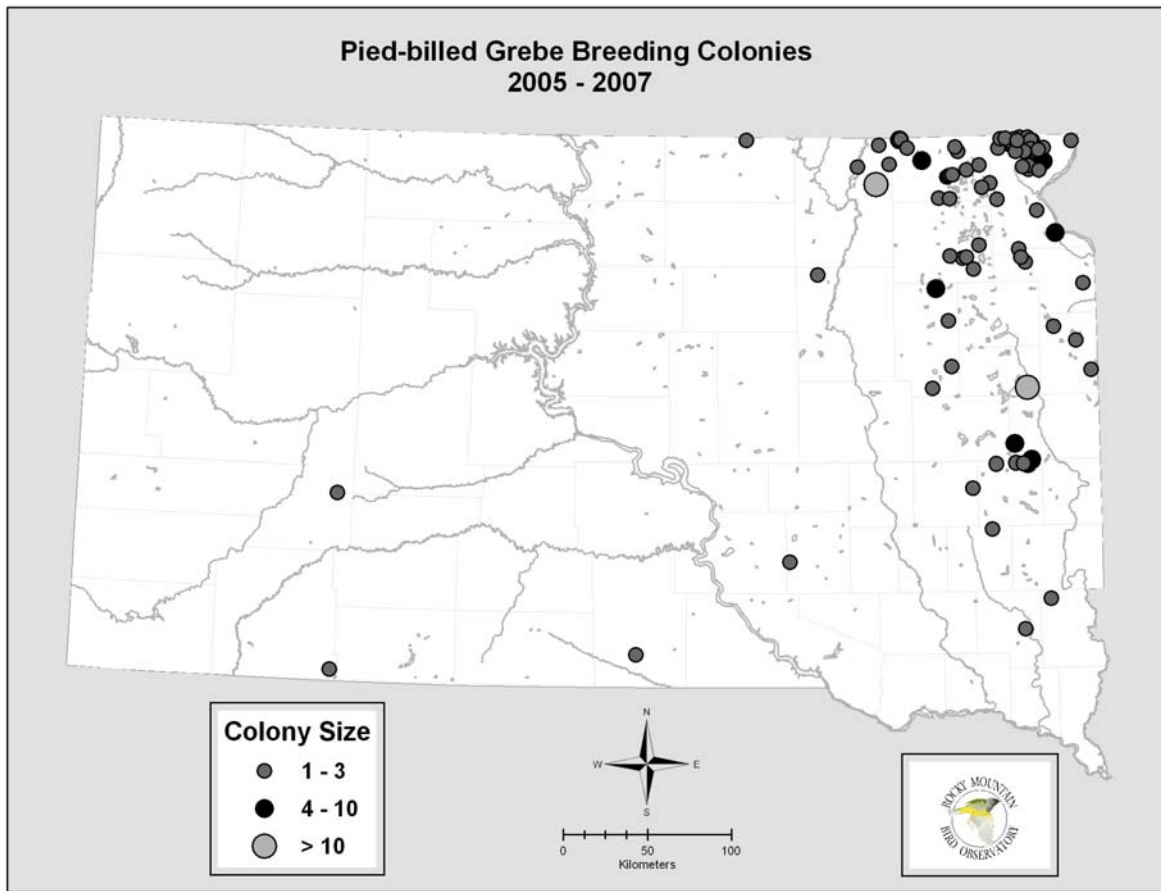 Pied-billed Grebe Breeding Colonies
2005 - 2007
Colony Size
1 - 3
4 - 10
> 10
N
W E
S
0 50 100
Kilometers
ROCKY MOUNTAIN
BIRD OBSERVATORY